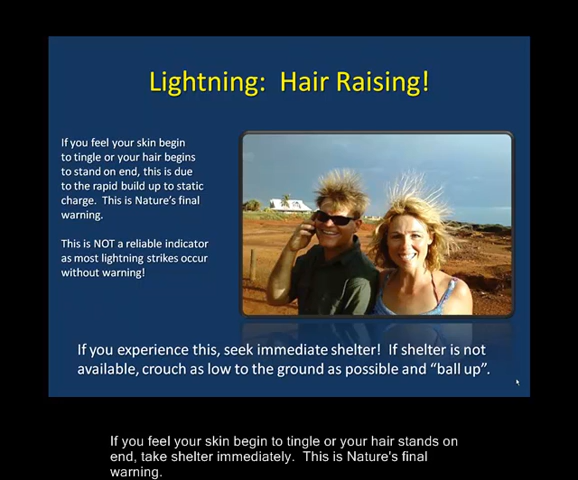 Lightning:  Hair Raising!
If you feel your skin begin
to tingle or your hair begins
to stand on end, this is due
to the rapid build up to static
charge.  This is Nature's final
warning.
This is NOT a reliable indicator
as most lightning strikes occur
without warning!
If you experience this, seek immediate shelter!  If shelter is not
available, crouch as low to the ground as possible and “ball up”.
If you feel your skin begin to tingle or your hair stands on
end, take shelter immediately.  This is Nature's final
warning.